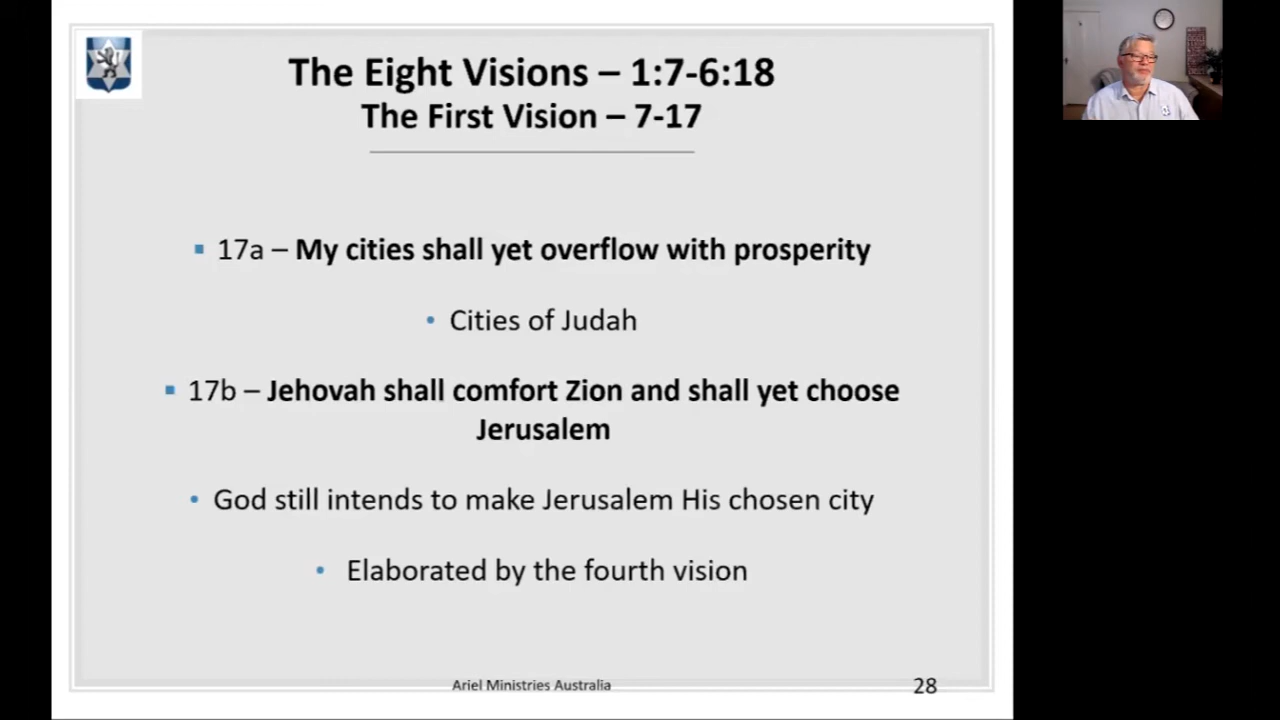 The Eight Visions – 1:7-6:18
The First Vision – 7-17
▪ 17a – My cities shall yet overflow with prosperity
• Cities of Judah
▪ 17b – Jehovah shall comfort Zion and shall yet choose
Jerusalem
• God still intends to make Jerusalem His chosen city
• Elaborated by the fourth vision
Ariel Ministries Australia
28